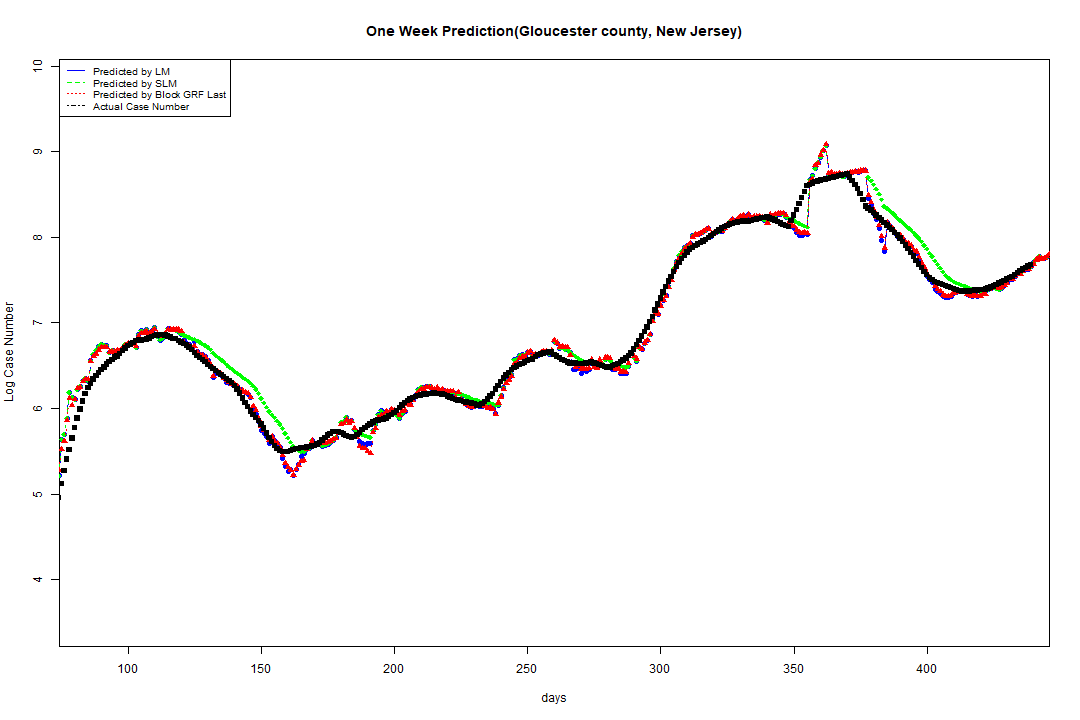 One Week Prediction(Gloucester county, New Jersey)
Predicted by LM
Predicted by SLM
Predicted by Block GRF Last
Actual Case Number
10
9
8
7
6
5
4
Log Case Number
100 150 200 250 300 350 400
days